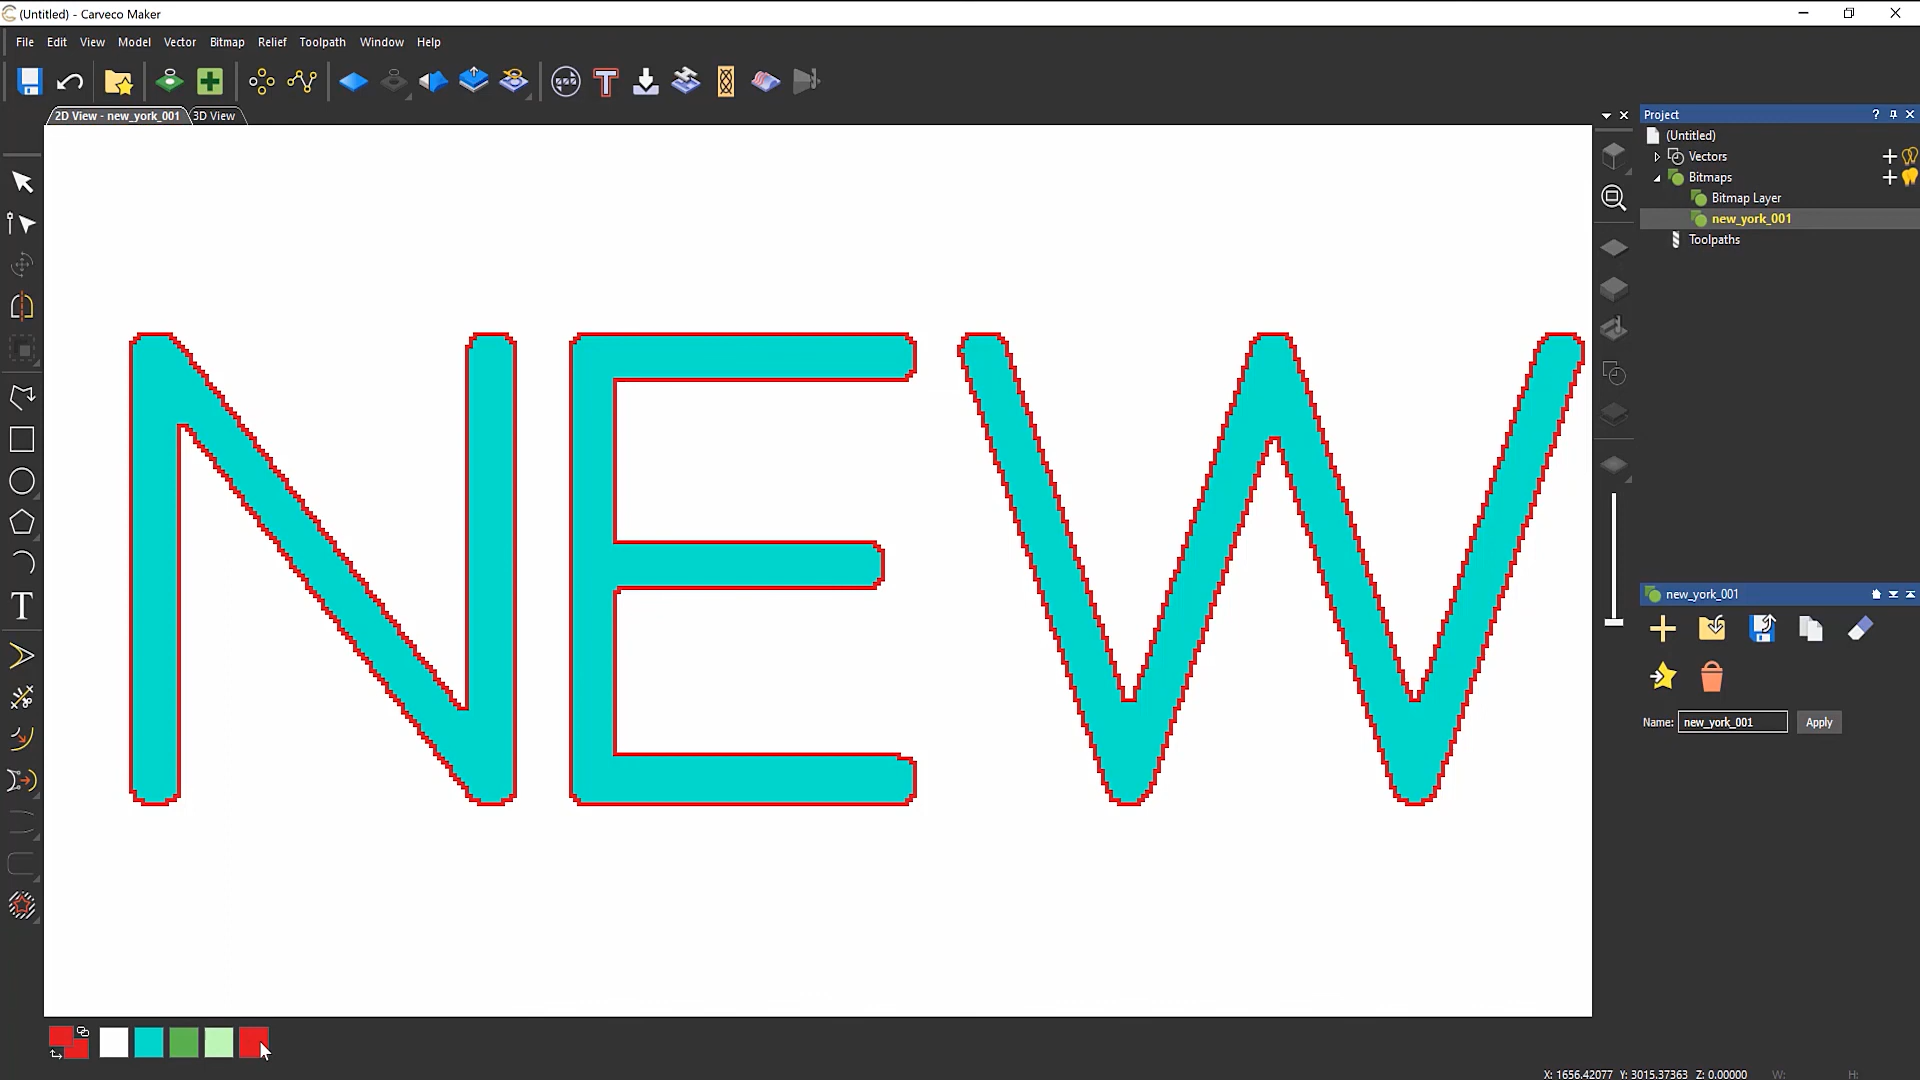 (Untitled) - Carveco Maker
File Edit View Model Vector Bitmap Relief Toolpath Window Help
2D View - new_york_001 3D View
Project
(Untitled)
Vectors
Bitmaps
Bitmap Layer
new_york_001
Toolpaths
NEW
new_york_001
Name: new_york_001 Apply
X: 1656.42077 Y: 3015.37363 Z: 0.00000 W: H: